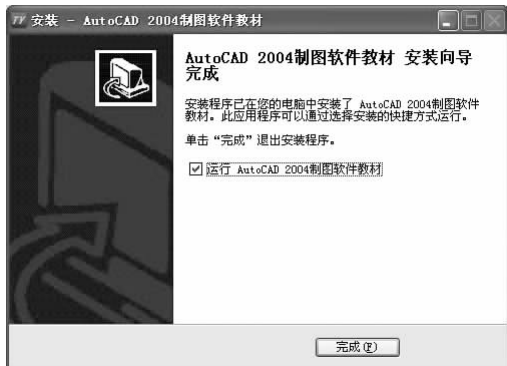 安装 - AutoCAD 2004制图软件教材
AutoCAD 2004制图软件教材 安装向导
完成
安装程序已在您的电脑中安装了 AutoCAD 2004制图软件
教材。此应用程序可以通过选择安装的快捷方式运行。
单击“完成”退出安装程序。
运行 AutoCAD 2004制图软件教材
完成(F)